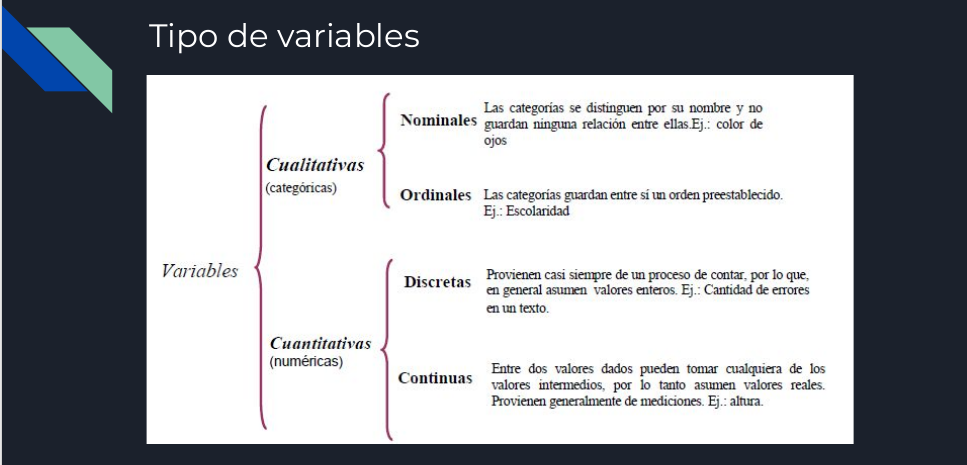 Tipo de variables
Nominales
Las categorías se distinguen por su nombre y no
guardan ninguna relación entre ellas.Ej.: color de
ojos
Cualitativas
(categóricas)
Ordinales
Las categorías guardan entre sí un orden preestablecido.
Ej.: Escolaridad
Variables
Discretas
Provienen casi siempre de un proceso de contar, por lo que,
en general asumen valores enteros. Ej.: Cantidad de errores
en un texto.
Cuantitativas
(numéricas)
Continuas
Entre dos valores dados pueden tomar cualquiera de los
valores intermedios, por lo tanto asumen valores reales.
Provienen generalmente de mediciones. Ej.: altura.